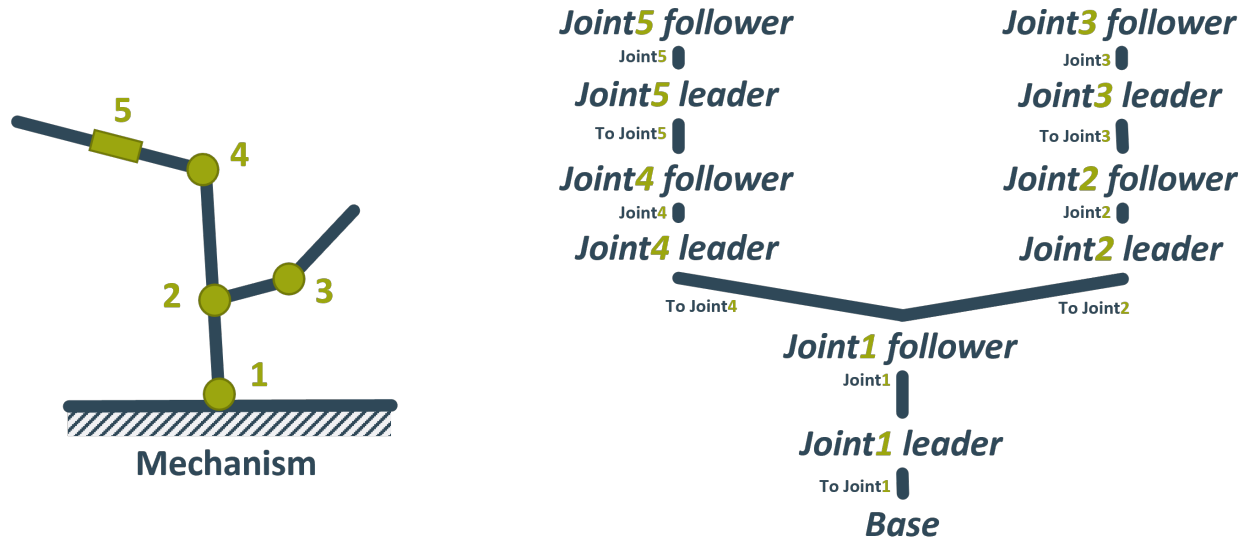 5
4
2
3
1
Mechanism
Joint5 follower
Joint5
Joint5 leader
To Joint5
Joint4 follower
Joint4
Joint4 leader
To Joint4
Joint3 follower
Joint3
Joint3 leader
To Joint3
Joint2 follower
Joint2
Joint2 leader
To Joint2
Joint1 follower
Joint1
Joint1 leader
To Joint1
Base